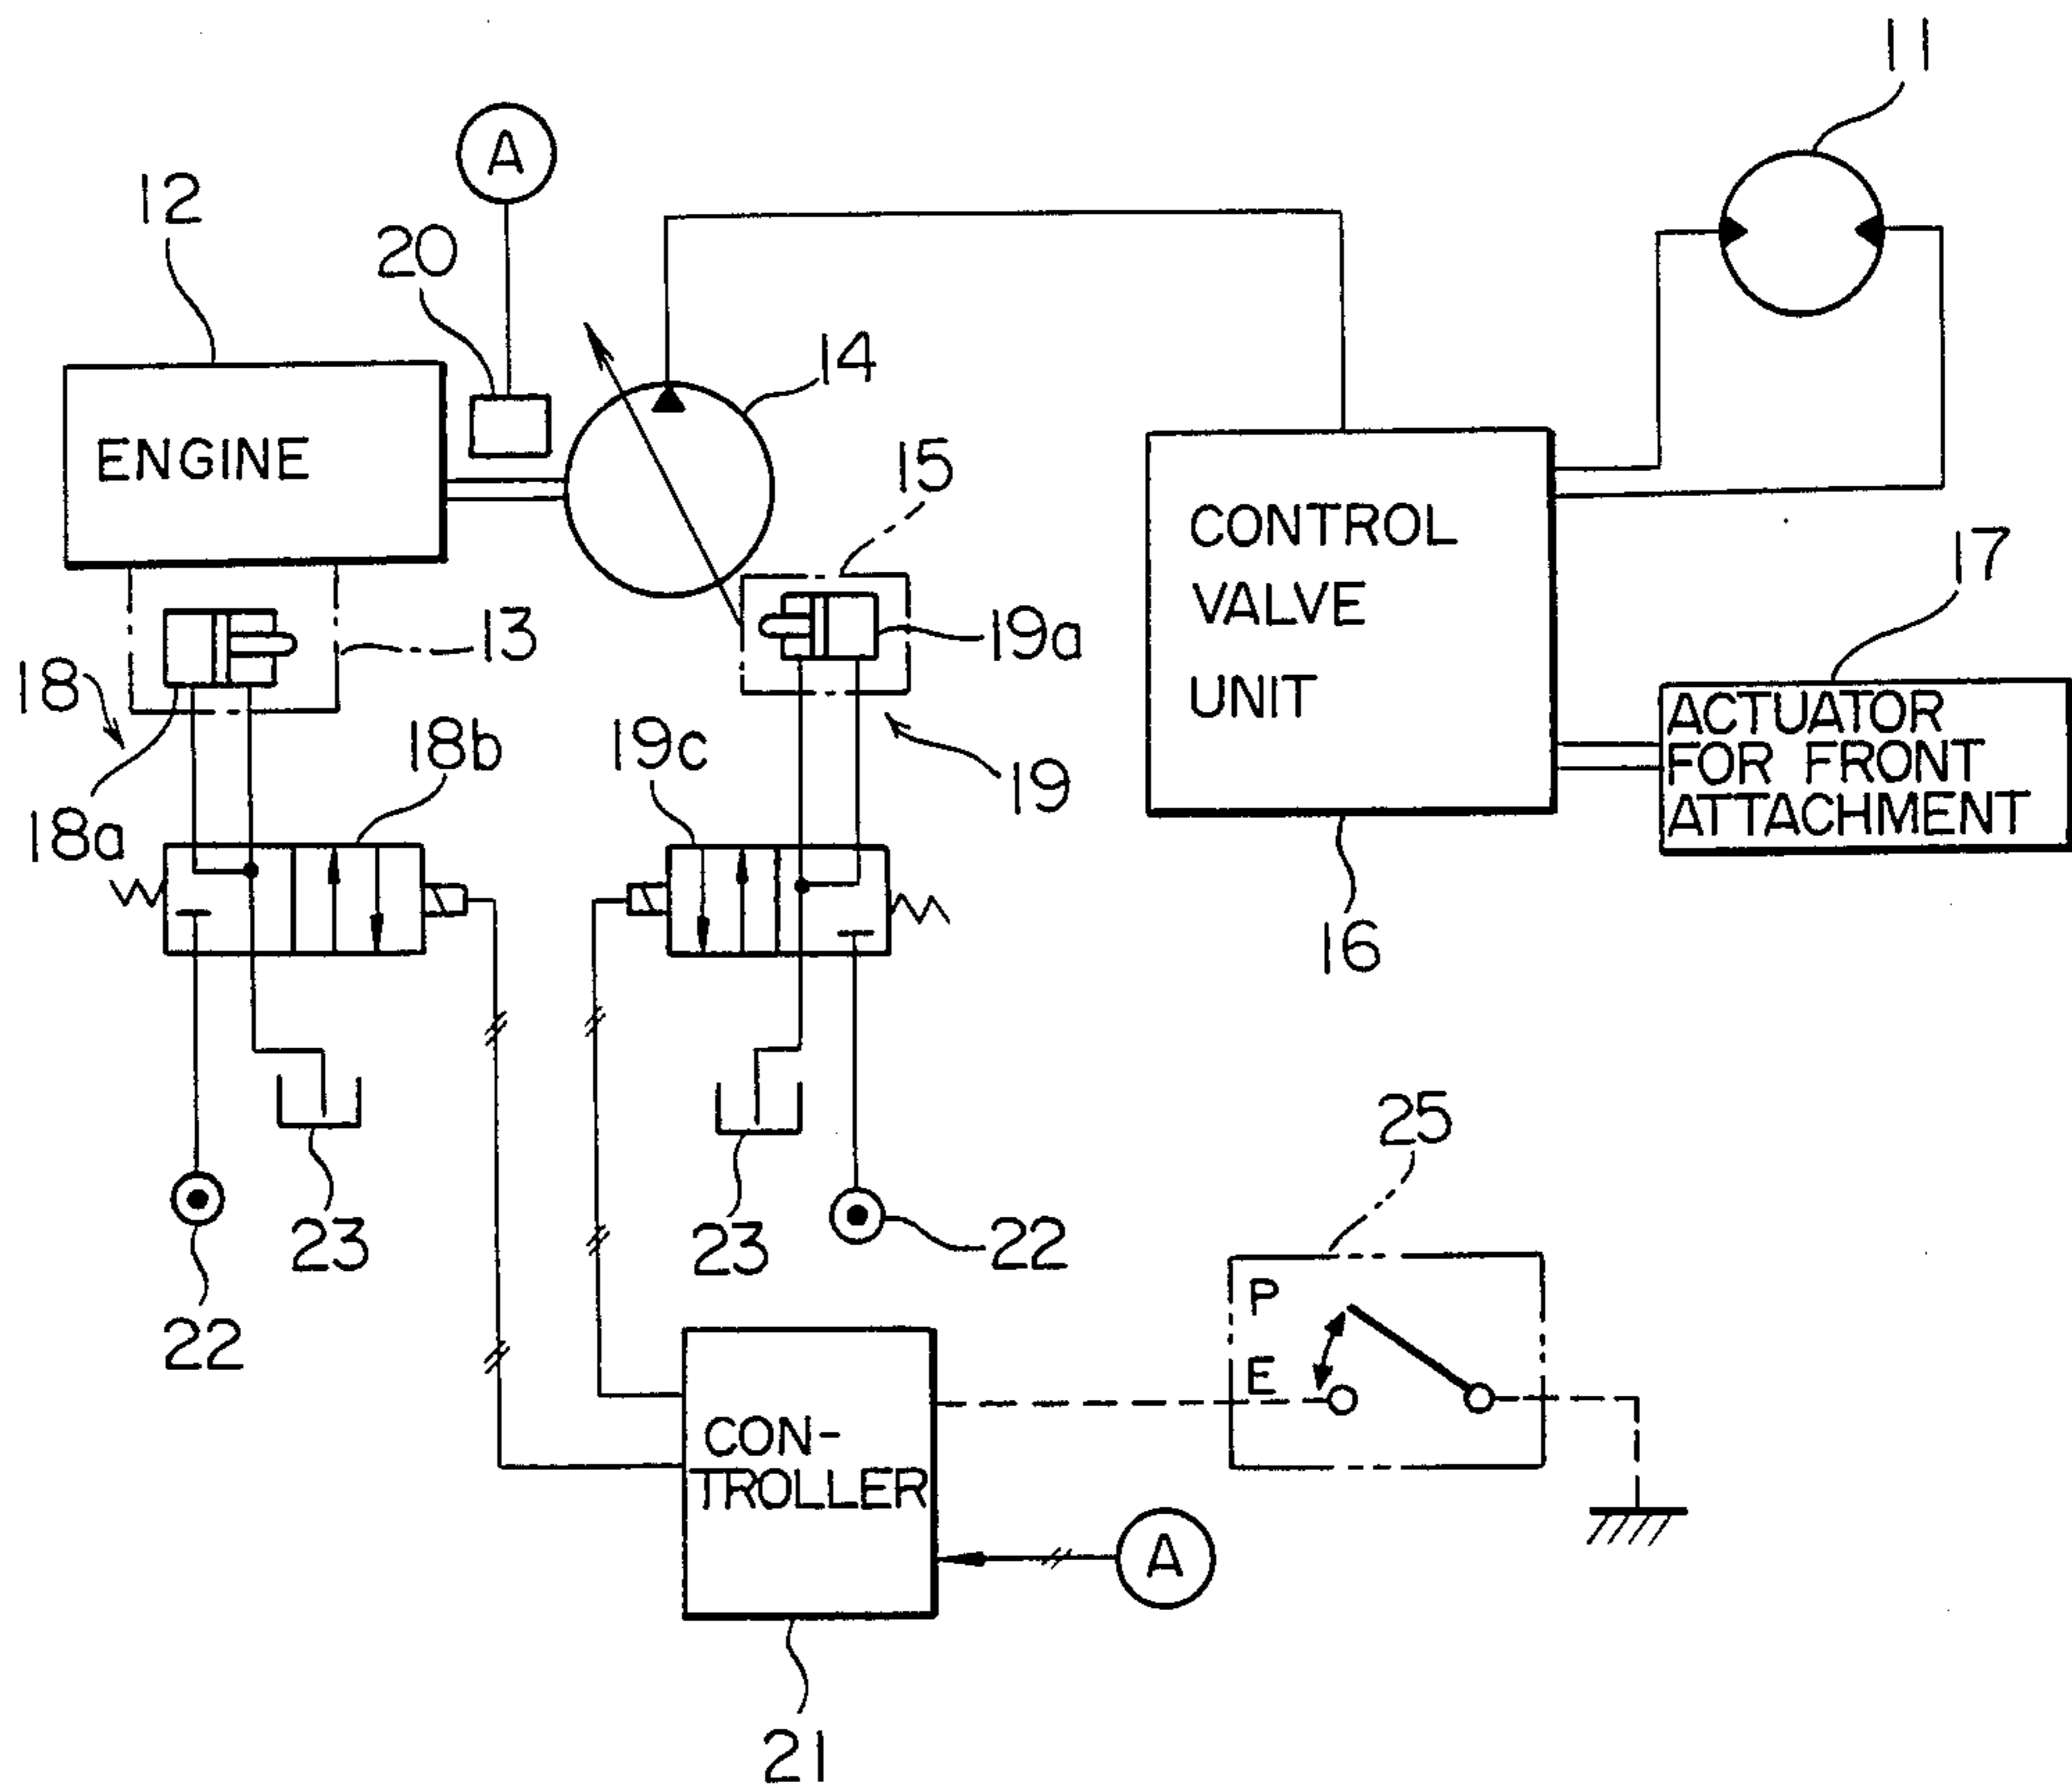 11
A
12
20
14
ENGINE
15
CONTROL
VALVE
UNIT
17
13
19a
18
18b
19c
19
ACTUATOR
FOR FRONT
ATTACHMENT
18a
16
25
23
23
22
22
P
E
CON-
TROLLER
A
21